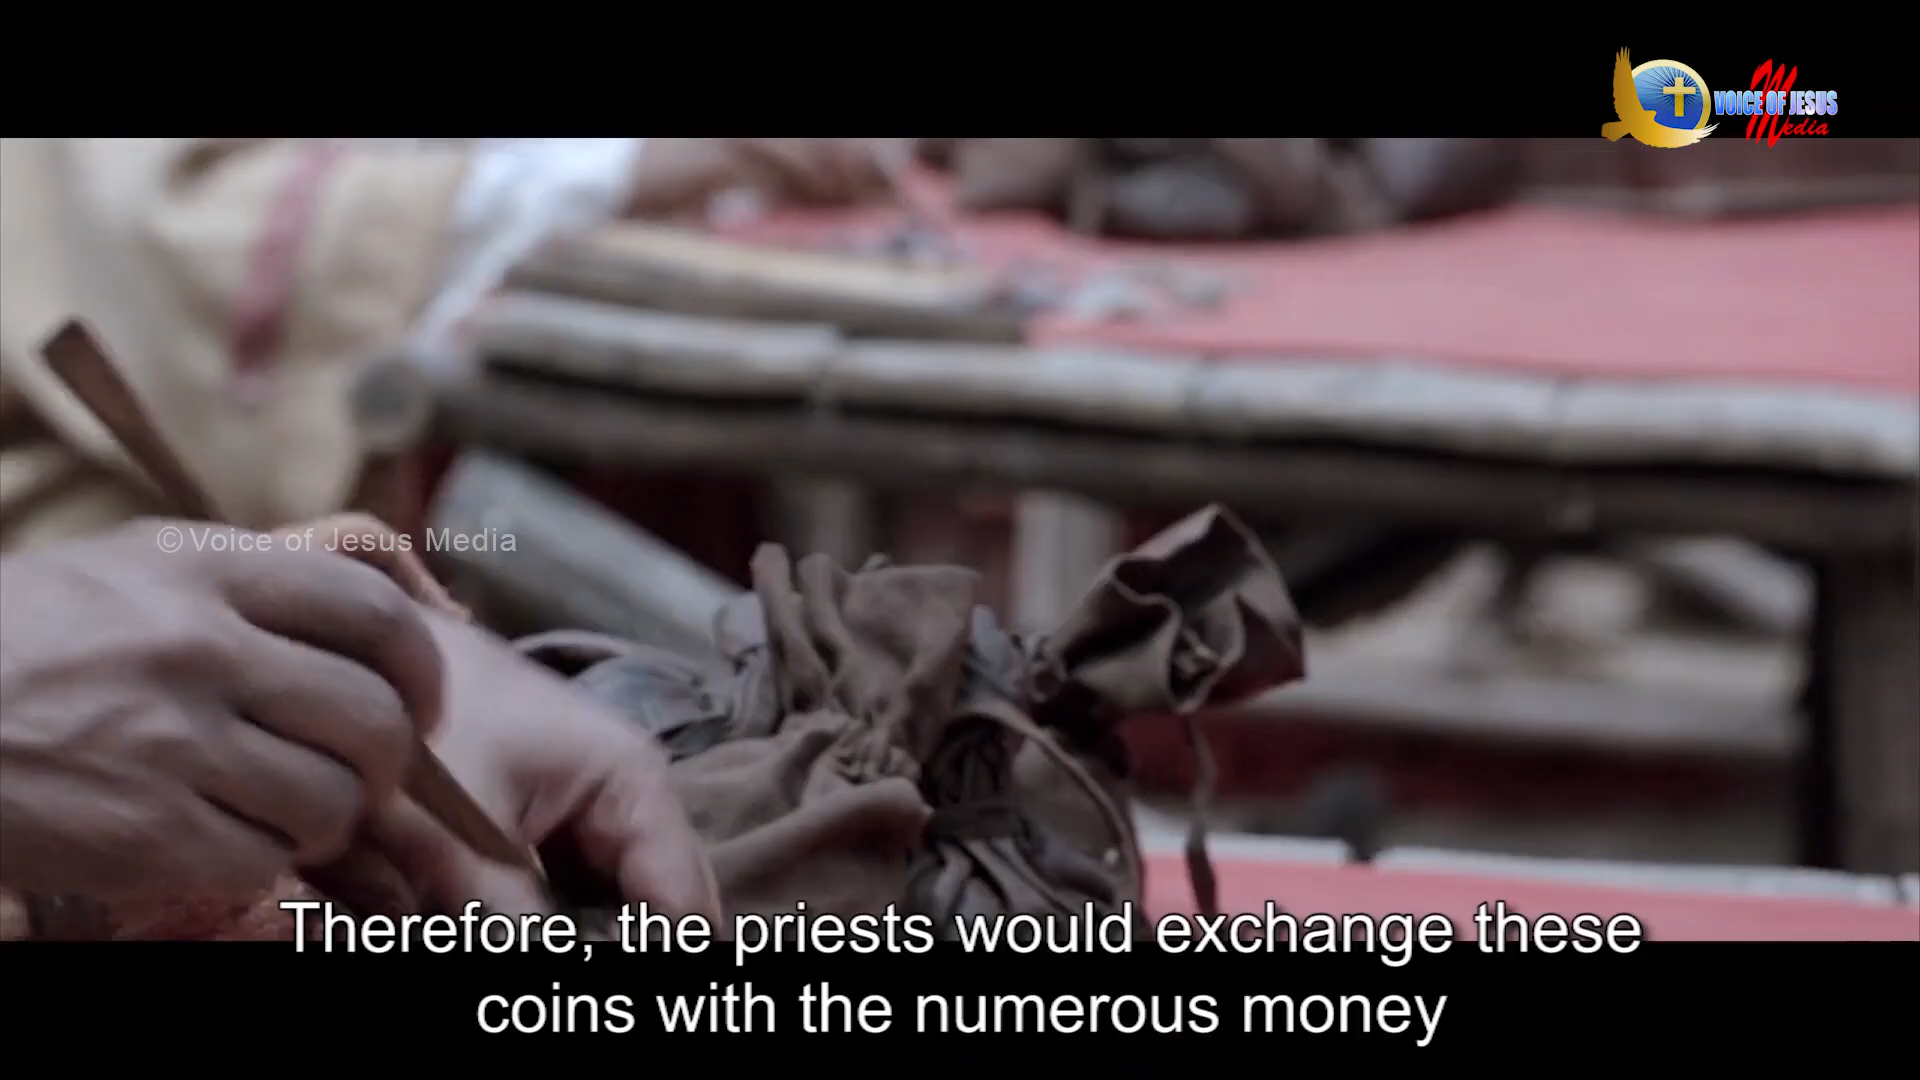 VOICE OF JESUS
Media
©Voice of Jesus Media
Therefore, the priests would exchange these
coins with the numerous money